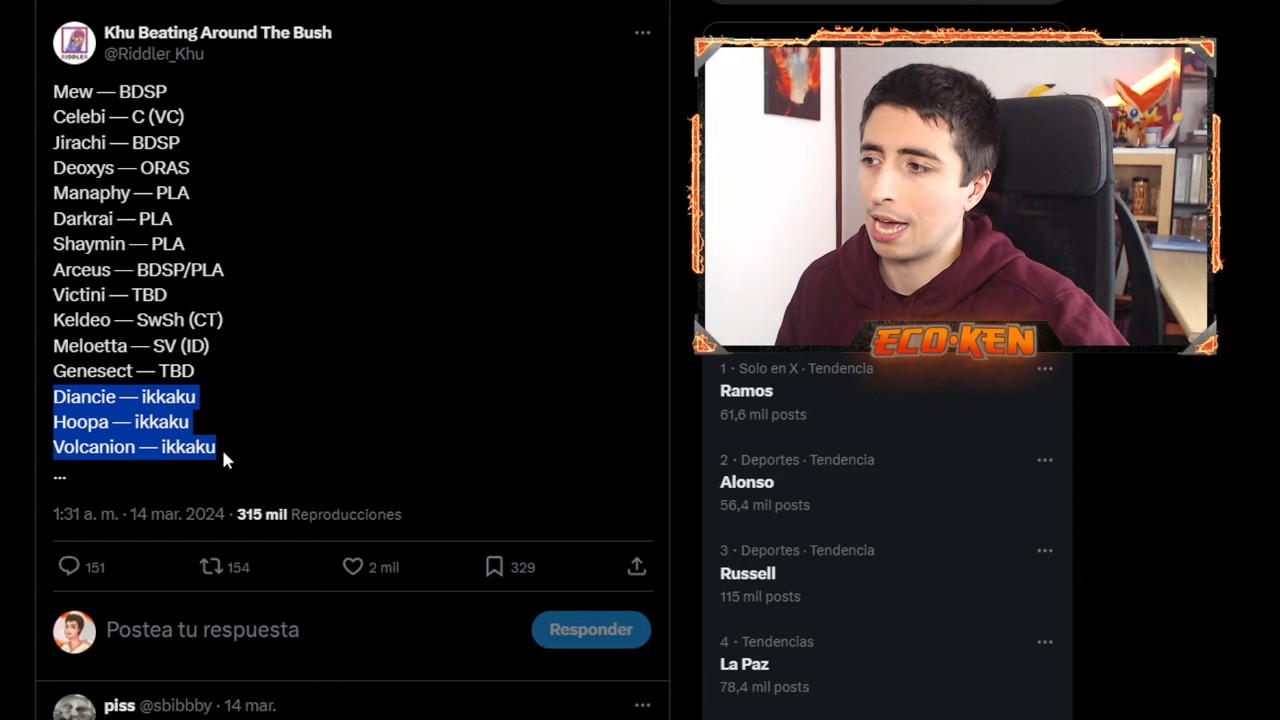 Khu Beating Around The Bush
@Riddler_Khu
RIDDLER
Mew — BDSP
Celebi — C (VC)
Jirachi — BDSP
Deoxys — ORAS
Manaphy — PLA
Darkrai — PLA
Shaymin — PLA
Arceus — BDSP/PLA
Victini — TBD
Keldeo — SwSh (CT)
Meloetta — SV (ID)
Genesect — TBD
Diancie — ikkaku
Hoopa — ikkaku
Volcanion — ikkaku
...
1:31 a. m. · 14 mar. 2024 · 315 mil Reproducciones
151
154
2 mil
329
Postea tu respuesta
Responder
piss @sbibbby · 14 mar.
ECO·KEN
1 · Solo en X · Tendencia
Ramos
61,6 mil posts
2 · Deportes · Tendencia
Alonso
56,4 mil posts
3 · Deportes · Tendencia
Russell
115 mil posts
4 · Tendencias
La Paz
78,4 mil posts